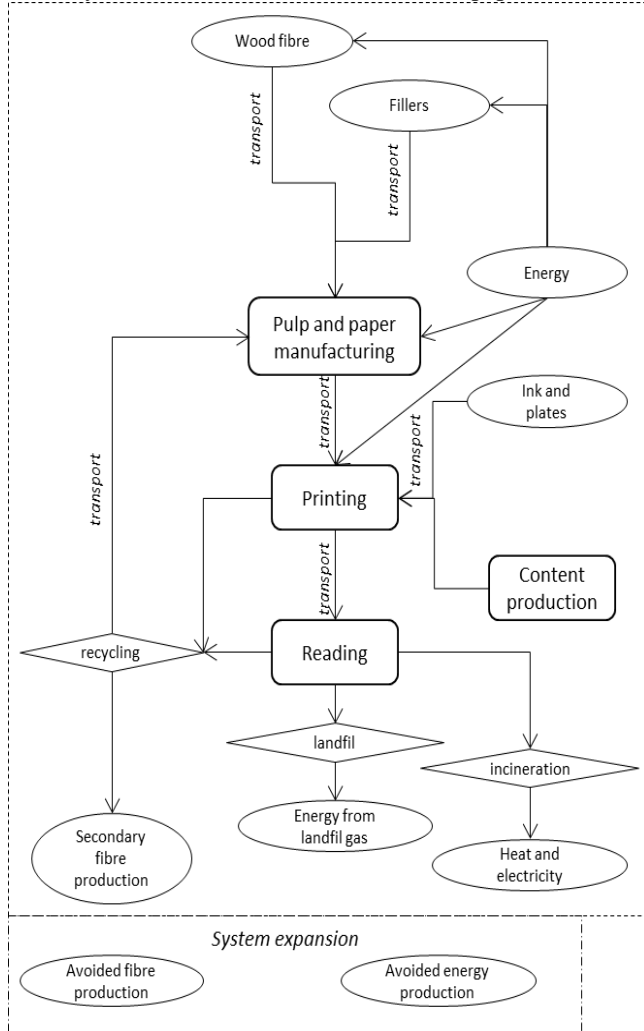 Wood fibre
Fillers
transport
transport
Energy
Pulp and paper
manufacturing
Ink and
plates
transport
transport
transport
Printing
Content
production
transport
recycling
Reading
landfil
incineration
Energy from
landfil gas
Secondary
fibre
production
Heat and
electricity
System expansion
Avoided fibre
production
Avoided energy
production